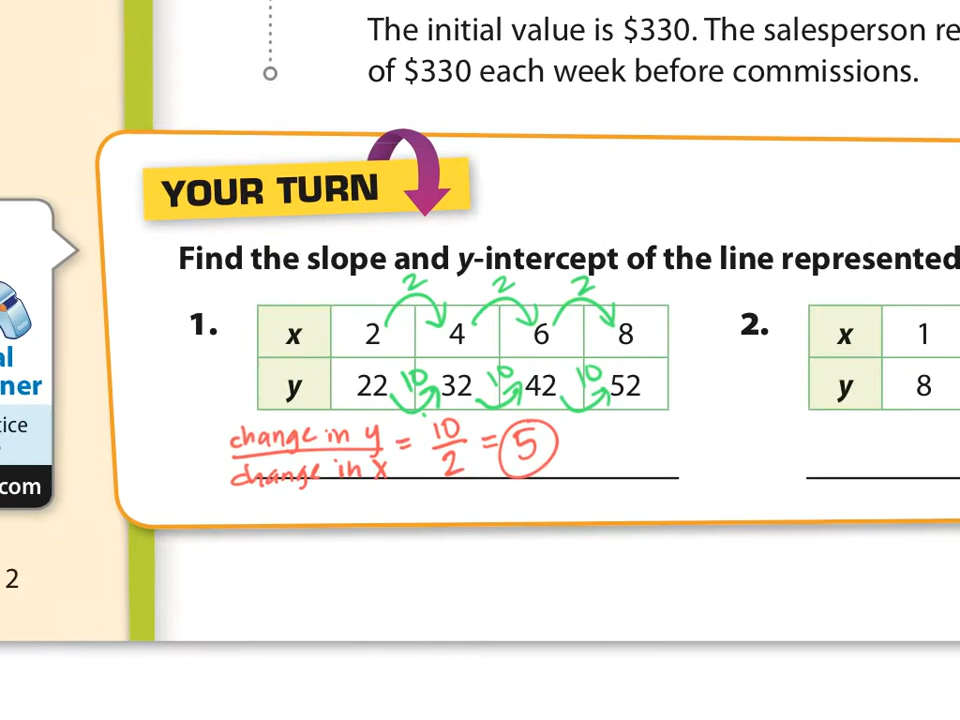 The initial value is $330. The salesperson re
of $330 each week before commissions.
YOUR TURN
Find the slope and y-intercept of the line represented
2 2 2
1. x 2 4 6 8
y 22 32 42 52
10 10 10
2. x 1
y 8
change in y / change in x = 10/2 = 5
al
ner
tice
.com
2